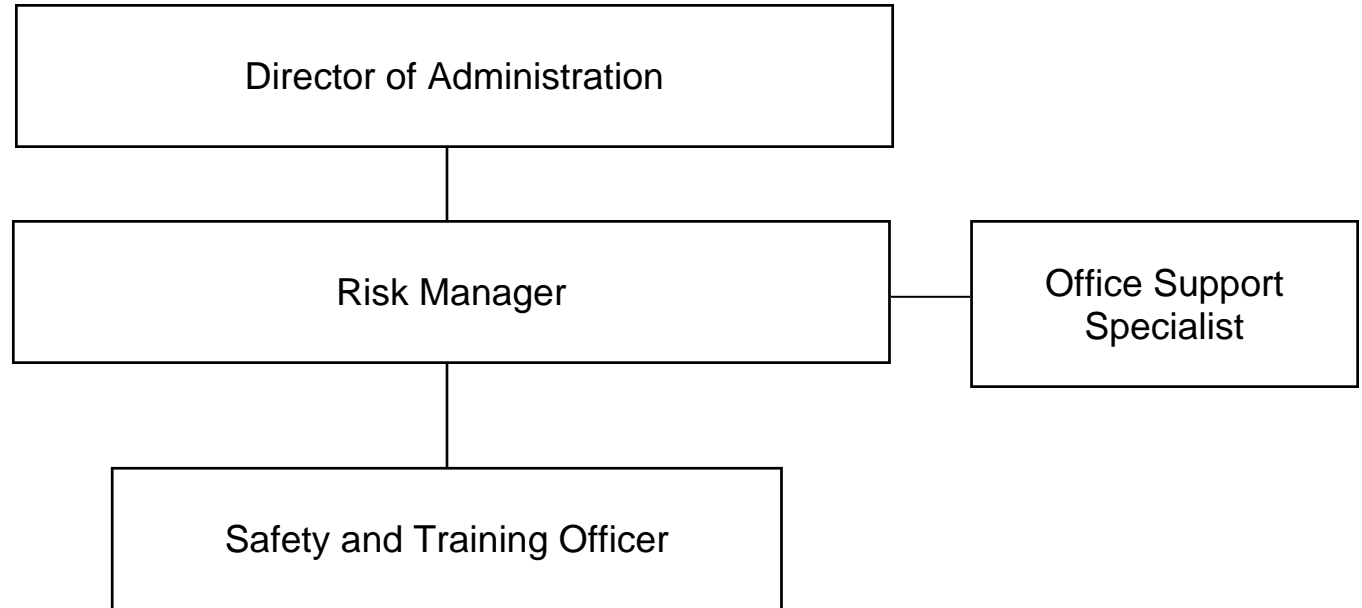 Director of Administration
Risk Manager
Office Support
Specialist
Safety and Training Officer